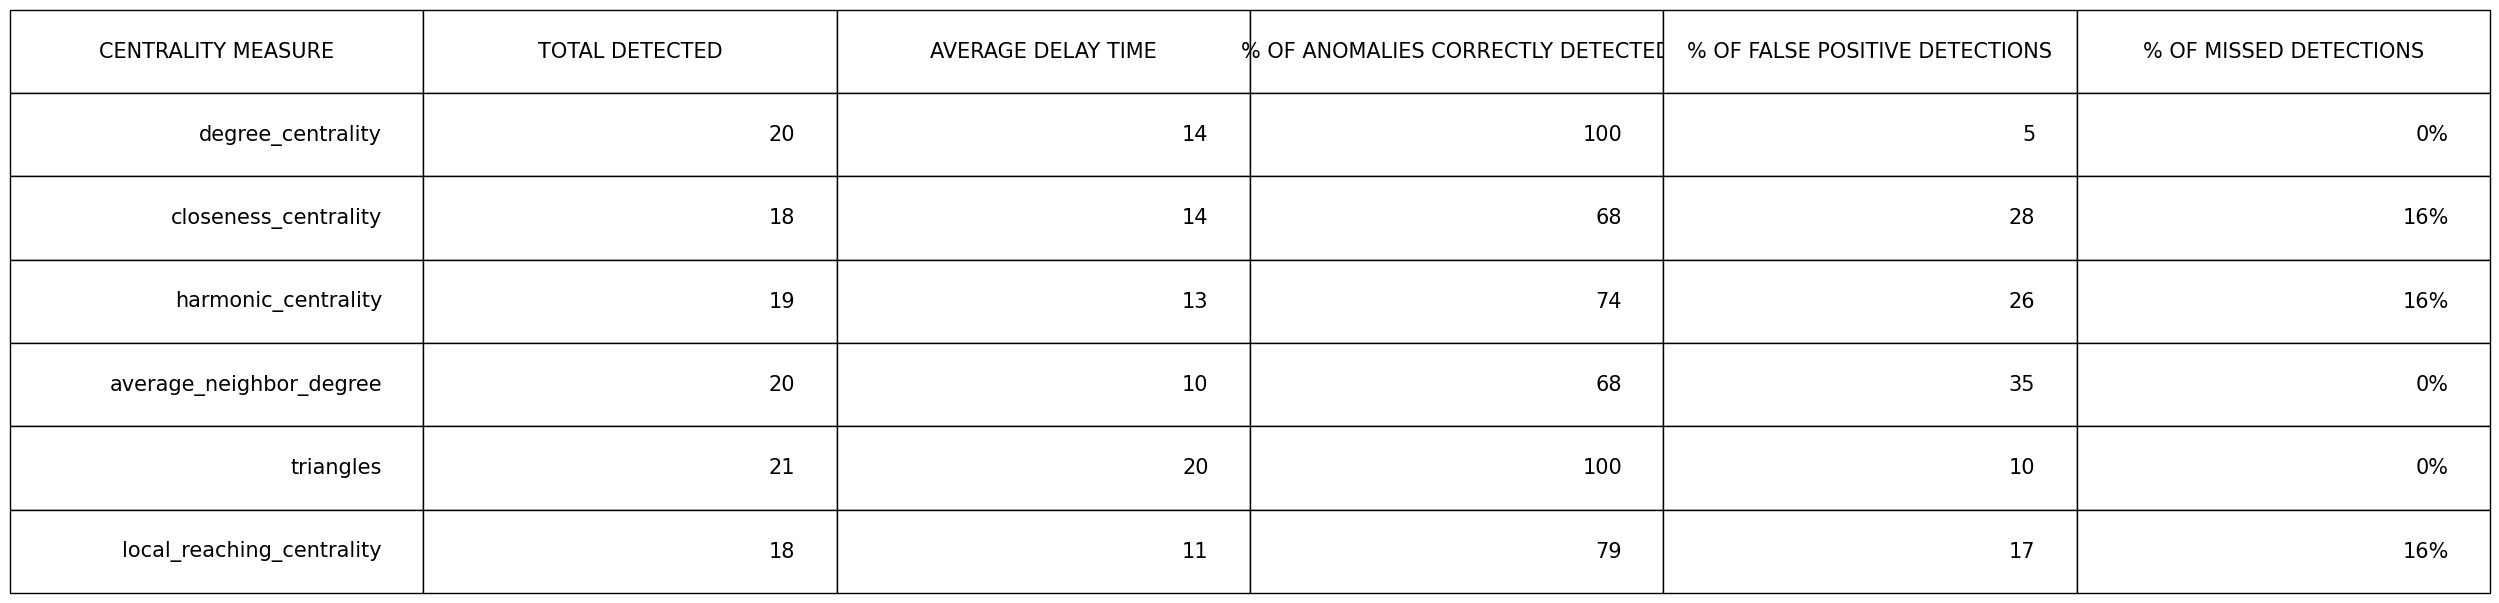 CENTRALITY MEASURE TOTAL DETECTED AVERAGE DELAY TIME % OF ANOMALIES CORRECTLY DETECTED % OF FALSE POSITIVE DETECTIONS % OF MISSED DETECTIONS
degree_centrality 20 14 100 5 0%
closeness_centrality 18 14 68 28 16%
harmonic_centrality 19 13 74 26 16%
average_neighbor_degree 20 10 68 35 0%
triangles 21 20 100 10 0%
local_reaching_centrality 18 11 79 17 16%